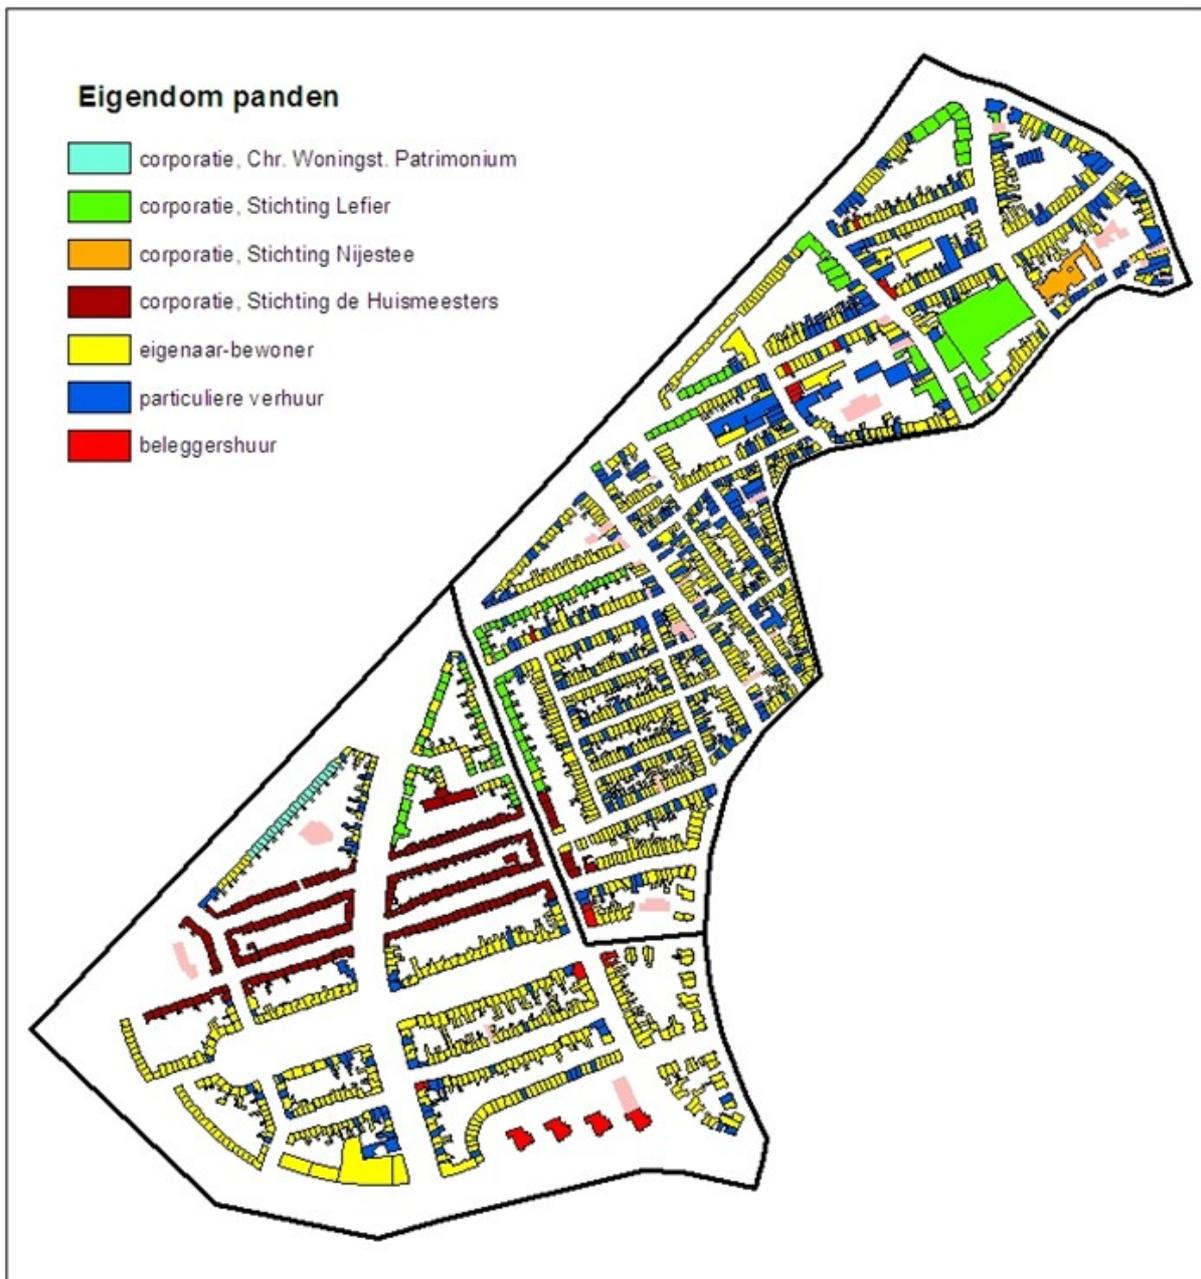 Eigendom panden
corporatie, Chr. Woningst. Patrimonium
corporatie, Stichting Lefier
corporatie, Stichting Nijestee
corporatie, Stichting de Huismeesters
eigenaar-bewoner
particuliere verhuur
beleggershuur